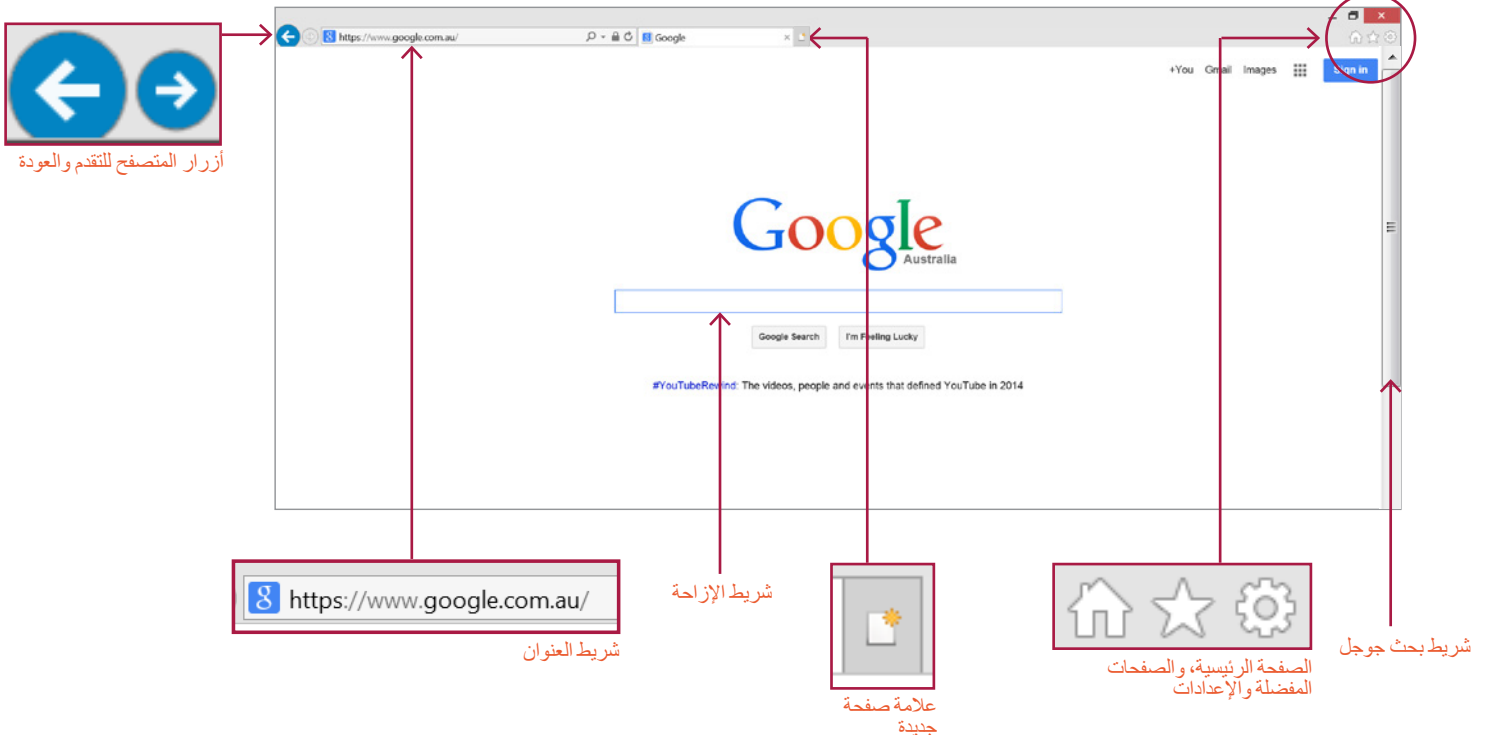 https://www.google.com.au/
Google
+You Gmail Images
Sign in
أزرار المتصفح للتقدم والعودة
Google
Australia
Google Search
I'm Feeling Lucky
#YouTubeRewind: The videos, people and events that defined YouTube in 2014
https://www.google.com.au/
شريط العنوان
شريط الإزاحة
علامة صفحة
جديدة
الصفحة الرئيسية، والصفحات
المفضلة والإعدادات
شريط بحث جوجل